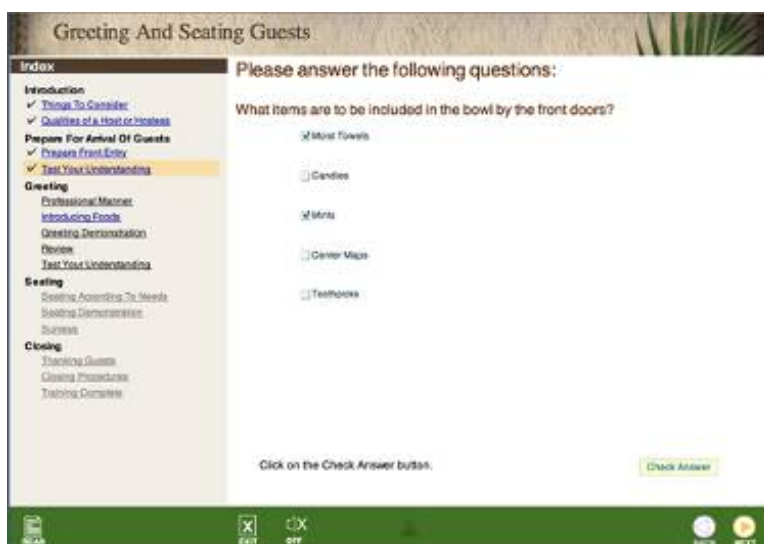 Greeting And Seating Guests
Index
Introduction
Things To Consider
Qualities of a Host or Hostess
Prepare For Arrival Of Guests
Prepare Front Entry
Test Your Understanding
Greeting
Professional Manner
Introducing Foods
Greeting Demonstration
Review
Test Your Understanding
Seating
Seating According To Needs
Seating Demonstration
Survey
Closing
Thanking Guests
Closing Procedures
Training Complete
Please answer the following questions:
What items are to be included in the bowl by the front doors?
Moist Towels
Candies
Mints
Center Maps
Toothpicks
Click on the Check Answer button.
Check Answer
EXIT
OFF
BACK
NEXT